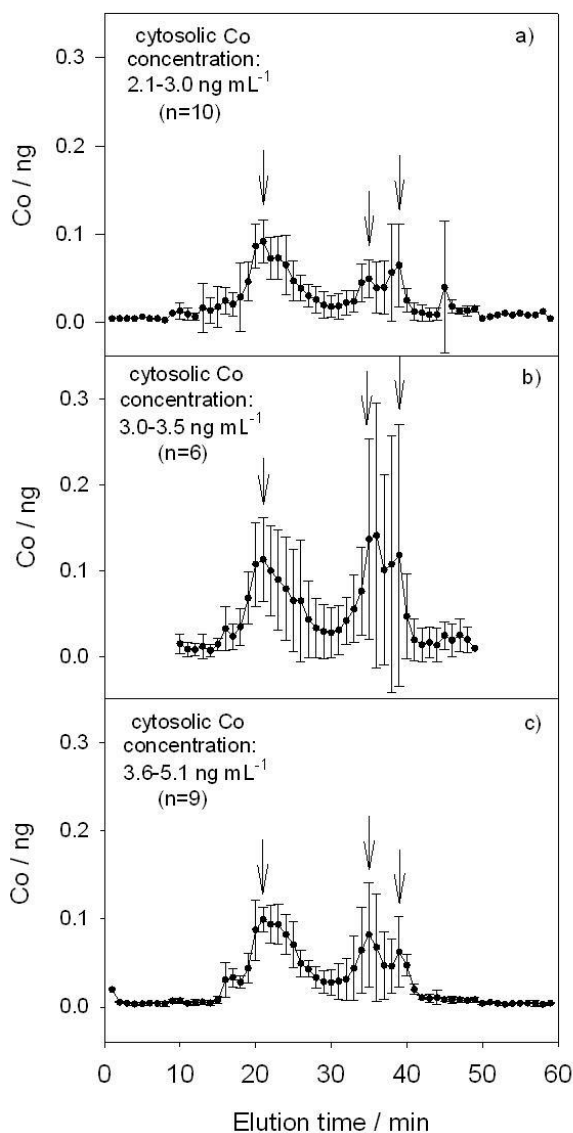 a)
cytosolic Co
concentration:
2.1-3.0 ng mL-1
(n=10)
0.3
0.2
0.1
0.0
Co / ng
b)
cytosolic Co
concentration:
3.0-3.5 ng mL-1
(n=6)
0.3
0.2
0.1
0.0
Co / ng
c)
cytosolic Co
concentration:
3.6-5.1 ng mL-1
(n=9)
0.3
0.2
0.1
0.0
Co / ng
0 10 20 30 40 50 60
Elution time / min